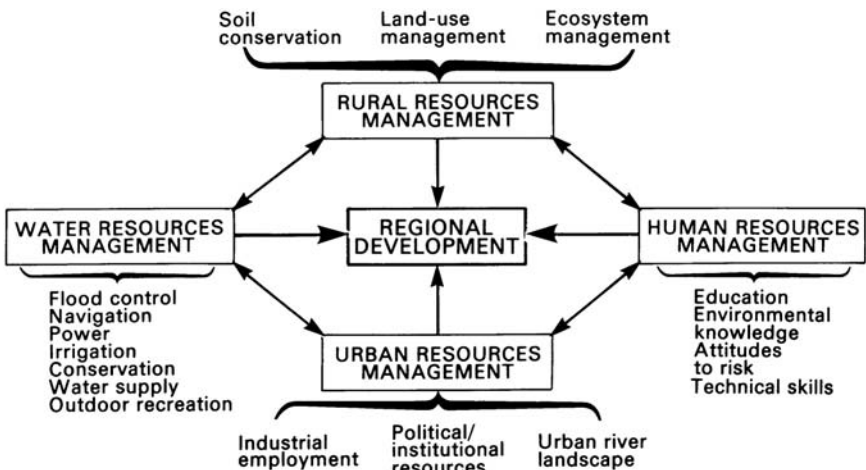 Soil
conservation
Land-use
management
Ecosystem
management
RURAL RESOURCES
MANAGEMENT
WATER RESOURCES
MANAGEMENT
REGIONAL
DEVELOPMENT
HUMAN RESOURCES
MANAGEMENT
Flood control
Navigation
Power
Irrigation
Conservation
Water supply
Outdoor recreation
Education
Environmental
knowledge
Attitudes
to risk
Technical skills
URBAN RESOURCES
MANAGEMENT
Industrial
employment
Political/
institutional
resources
Urban river
landscape